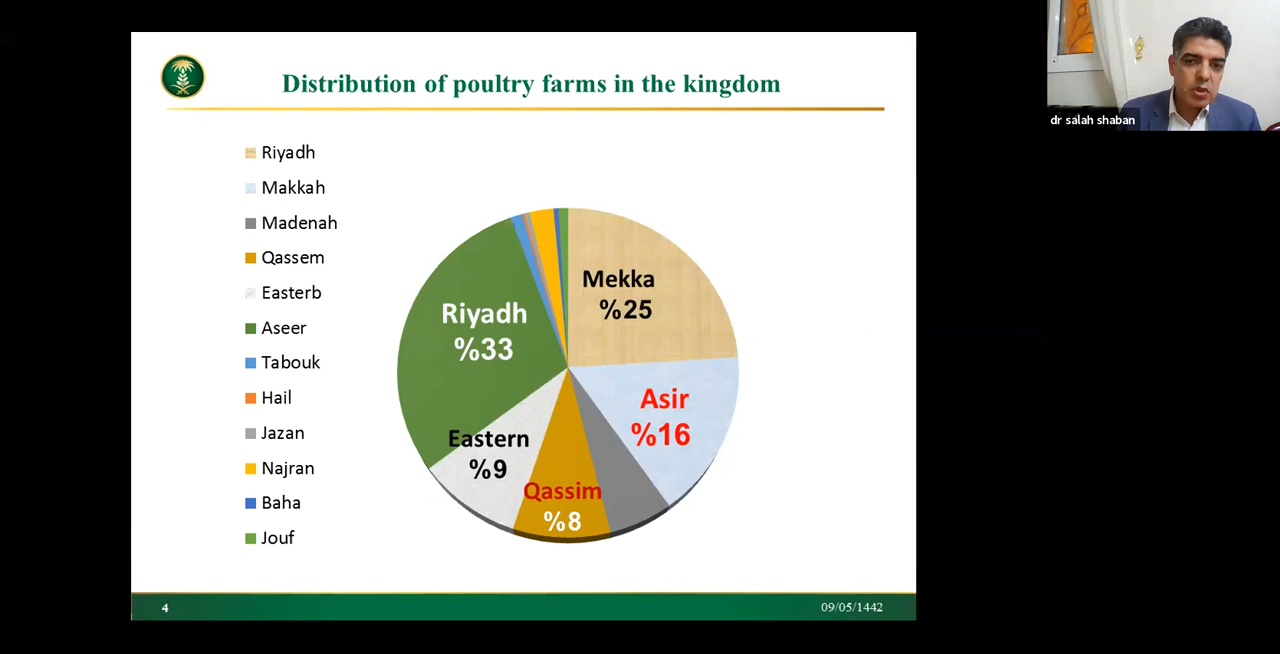 Distribution of poultry farms in the kingdom
Riyadh
Makkah
Madenah
Qassem
Easterb
Aseer
Tabouk
Hail
Jazan
Najran
Baha
Jouf
Mekka
%25
Riyadh
%33
Asir
%16
Eastern
%9
Qassim
%8
4
09/05/1442
dr salah shaban